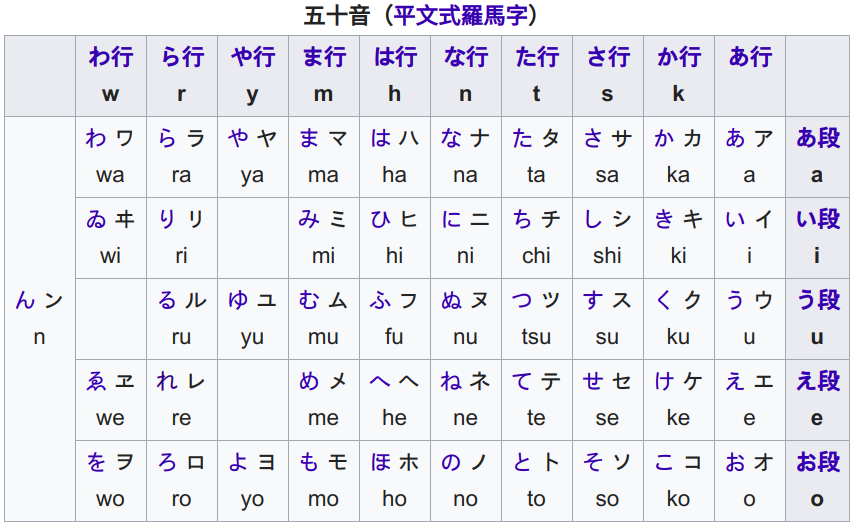 五十音（平文式羅馬字）
わ行 ら行 や行 ま行 は行 な行 た行 さ行 か行 あ行
w r y m h n t s k
わ ワ ら ラ や ヤ ま マ は ハ な ナ た タ さ サ か カ あ ア あ段
wa ra ya ma ha na ta sa ka a a
ゐ ヰ り リ み ミ ひ ヒ に ニ ち チ し シ き キ い イ い段
wi ri mi hi ni chi shi ki i i
ん ン る ル ゆ ユ む ム ふ フ ぬ ヌ つ ツ す ス く ク う ウ う段
n ru yu mu fu nu tsu su ku u u
ゑ ヱ れ レ め メ へ ヘ ね ネ て テ せ セ け ケ え エ え段
we re me he ne te se ke e e
を ヲ ろ ロ よ ヨ も モ ほ ホ の ノ と ト そ ソ こ コ お オ お段
wo ro yo mo ho no to so ko o o